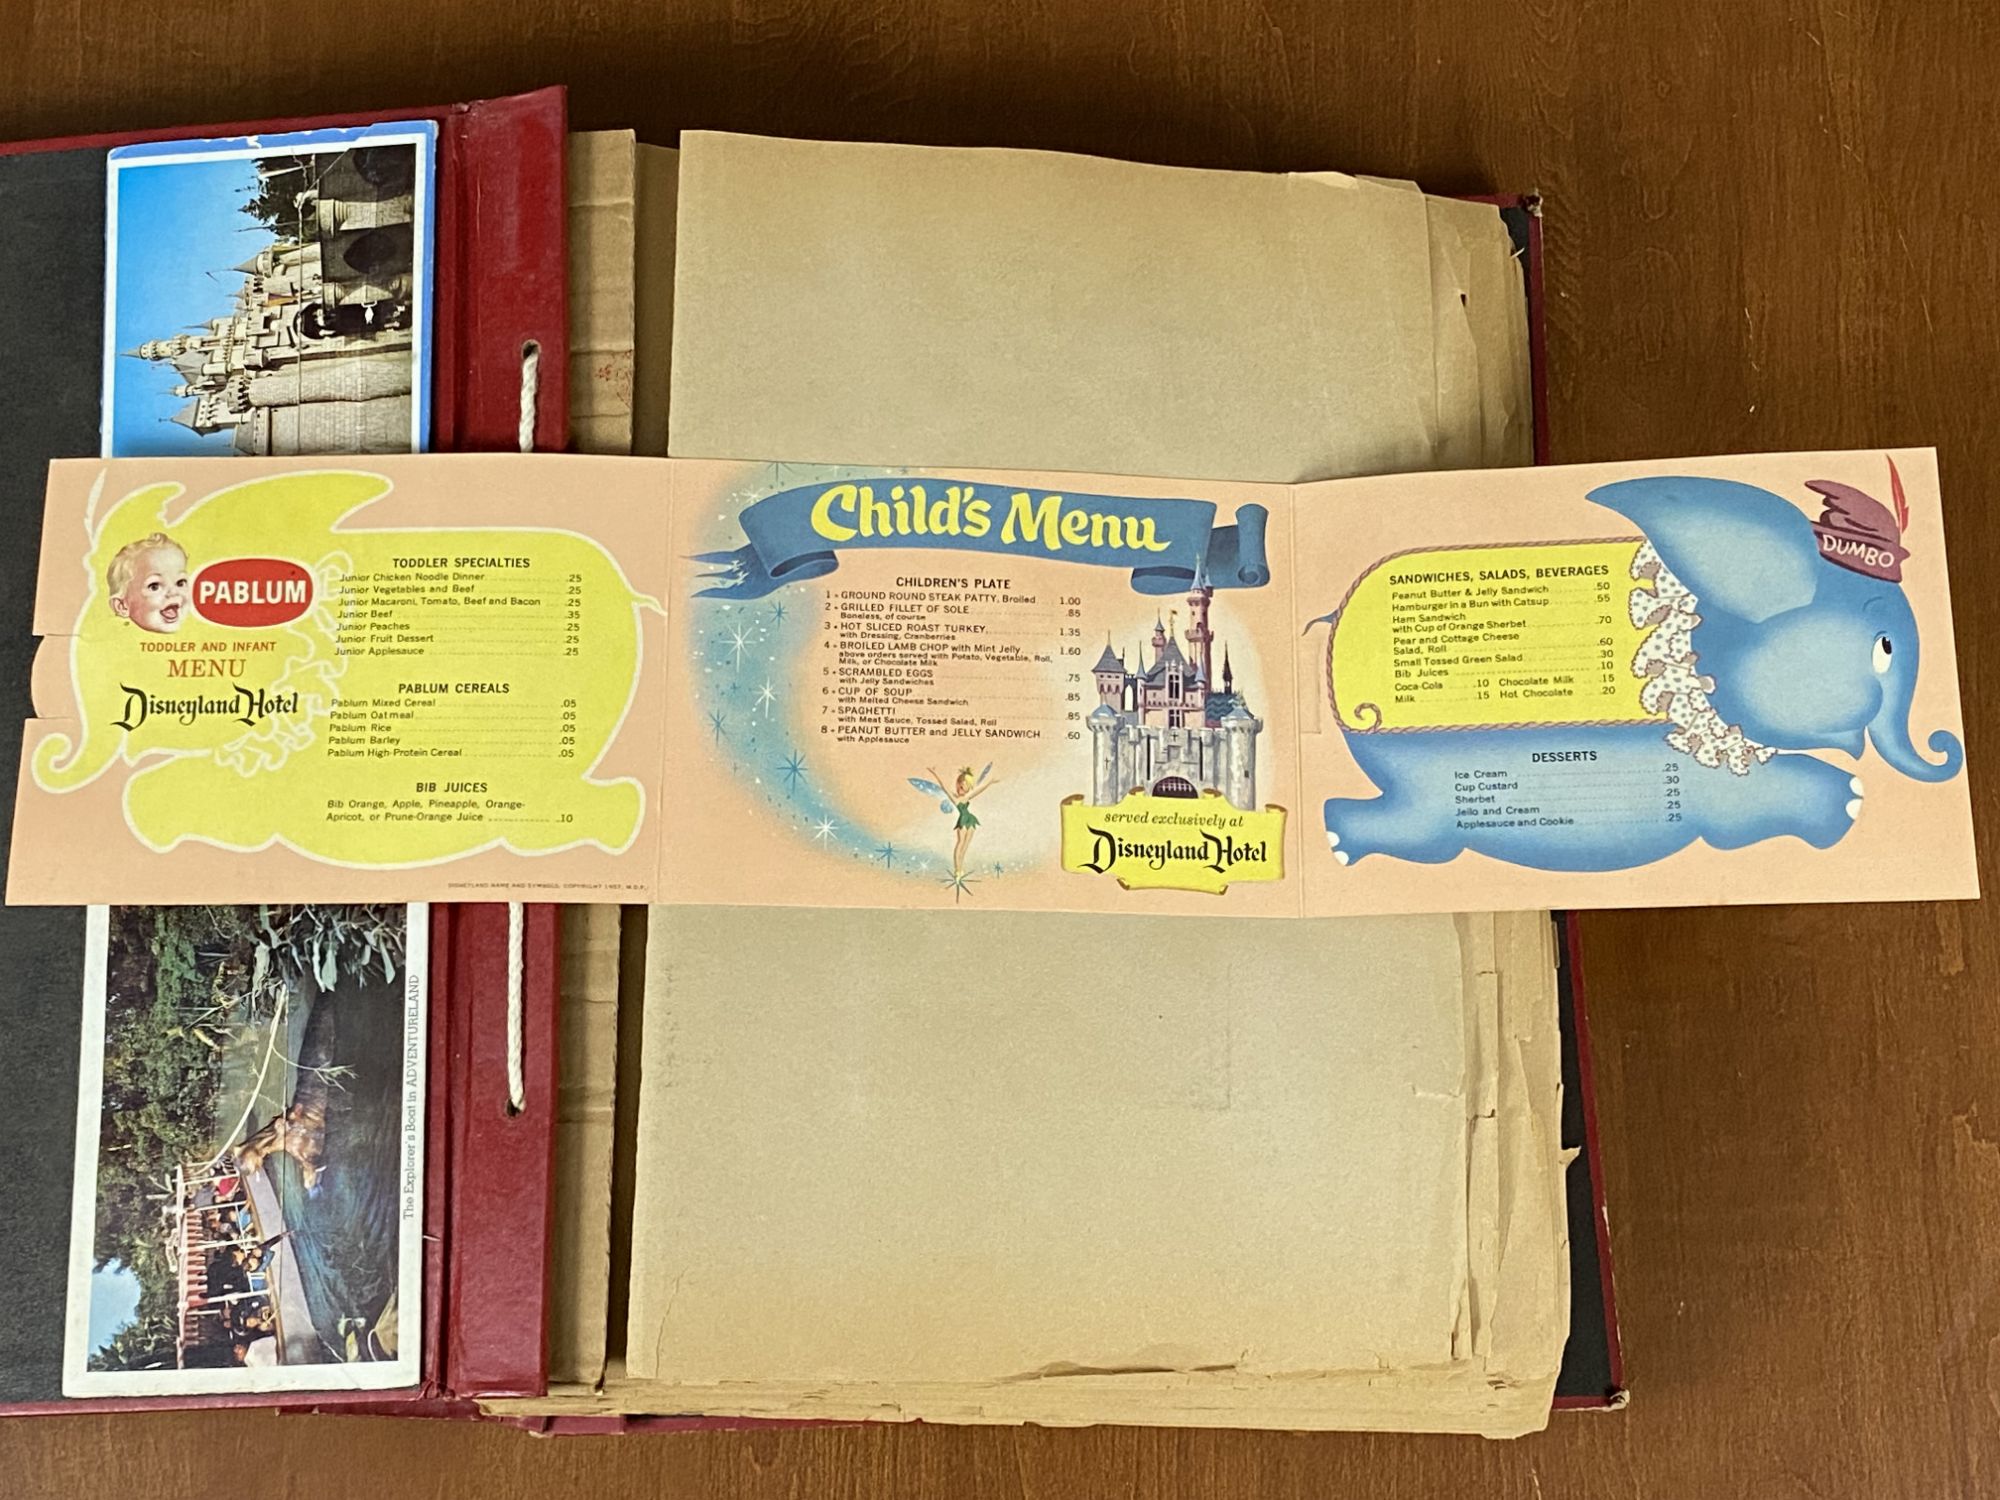 PABLUM
TODDLER AND INFANT
MENU
Disneyland Hotel
TODDLER SPECIALTIES
Junior Chicken Noodle Dinner .25
Junior Vegetables and Beef .25
Junior Macaroni, Tomato, Beef and Bacon .25
Junior Beef .35
Junior Peaches .25
Junior Fruit Dessert .25
Junior Applesauce .25
PABLUM CEREALS
Pablum Mixed Cereal .05
Pablum Oatmeal .05
Pablum Rice .05
Pablum Barley .05
Pablum High-Protein Cereal .05
BIB JUICES
Bib Orange, Apple, Pineapple, Orange-
Apricot, or Prune-Orange Juice .10
DISNEYLAND NAME AND SYMBOLS, COPYRIGHT 1957, W.D.P.
Child's Menu
CHILDREN'S PLATE
1 - GROUND ROUND STEAK PATTY, Broiled 1.00
2 - GRILLED FILLET OF SOLE .85
Boneless, of course
3 - HOT SLICED ROAST TURKEY, 1.35
with Dressing, Cranberries
4 - BROILED LAMB CHOP with Mint Jelly 1.60
above orders served with Potato, Vegetable, Roll,
Milk, or Chocolate Milk
5 - SCRAMBLED EGGS .75
with Jelly Sandwiches
6 - CUP OF SOUP .85
with Melted Cheese Sandwich
7 - SPAGHETTI .85
with Meat Sauce, Tossed Salad, Roll
8 - PEANUT BUTTER and JELLY SANDWICH .60
with Applesauce
served exclusively at
Disneyland Hotel
DUMBO
SANDWICHES, SALADS, BEVERAGES
Peanut Butter & Jelly Sandwich .50
Hamburger in a Bun with Catsup .55
Ham Sandwich
with Cup of Orange Sherbet .70
Pear and Cottage Cheese
Salad, Roll .60
Small Tossed Green Salad .30
Bib Juices .10
Coca-Cola .10 Chocolate Milk .15
Milk .15 Hot Chocolate .20
DESSERTS
Ice Cream .25
Cup Custard .30
Sherbet .25
Jello and Cream .25
Applesauce and Cookie .25
The Explorer's Boat in ADVENTURELAND